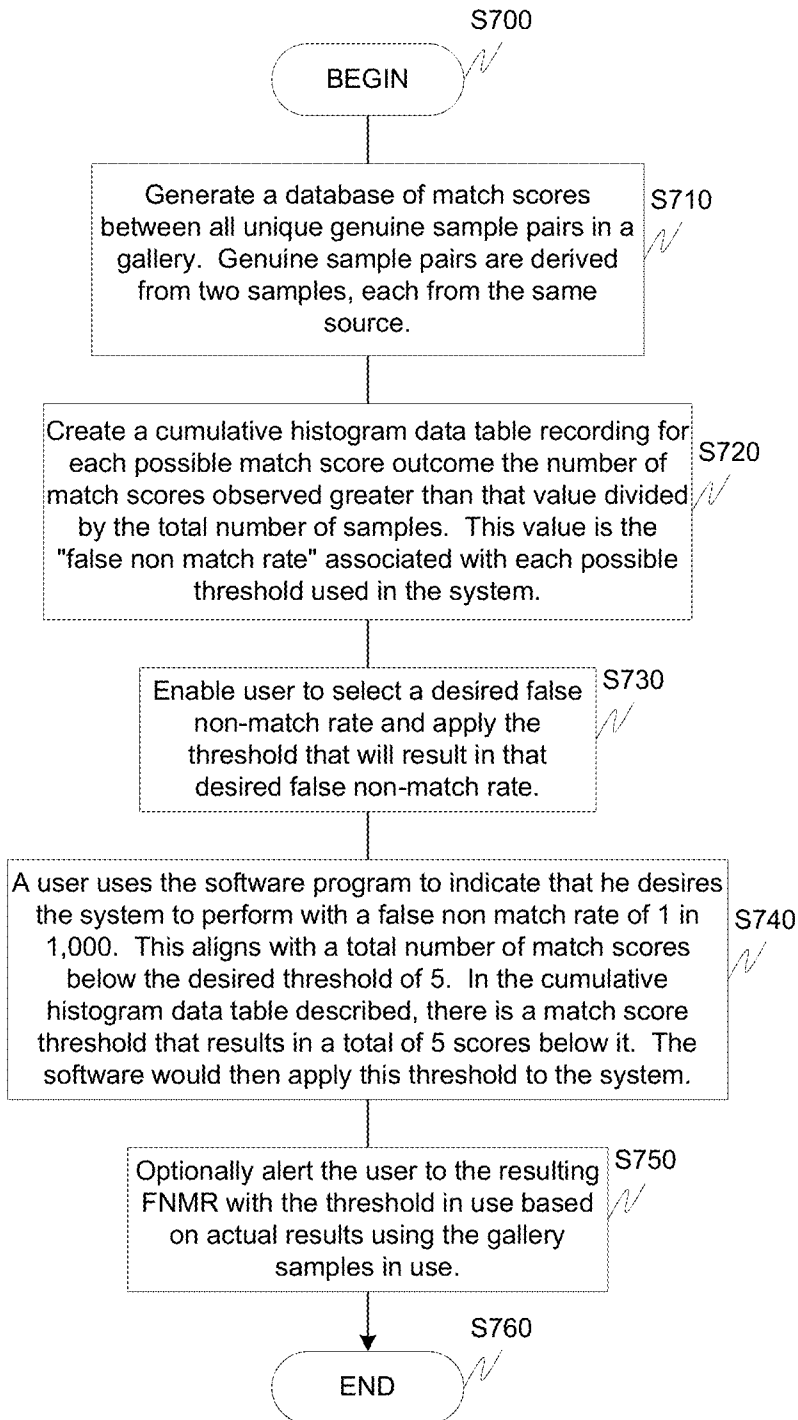 S700
BEGIN
S710
Generate a database of match scores
between all unique genuine sample pairs in a
gallery. Genuine sample pairs are derived
from two samples, each from the same
source.
S720
Create a cumulative histogram data table recording for
each possible match score outcome the number of
match scores observed greater than that value divided
by the total number of samples. This value is the
"false non match rate" associated with each possible
threshold used in the system.
S730
Enable user to select a desired false
non-match rate and apply the
threshold that will result in that
desired false non-match rate.
S740
A user uses the software program to indicate that he desires
the system to perform with a false non match rate of 1 in
1,000. This aligns with a total number of match scores
below the desired threshold of 5. In the cumulative
histogram data table described, there is a match score
threshold that results in a total of 5 scores below it. The
software would then apply this threshold to the system.
S750
Optionally alert the user to the resulting
FNMR with the threshold in use based
on actual results using the gallery
samples in use.
S760
END